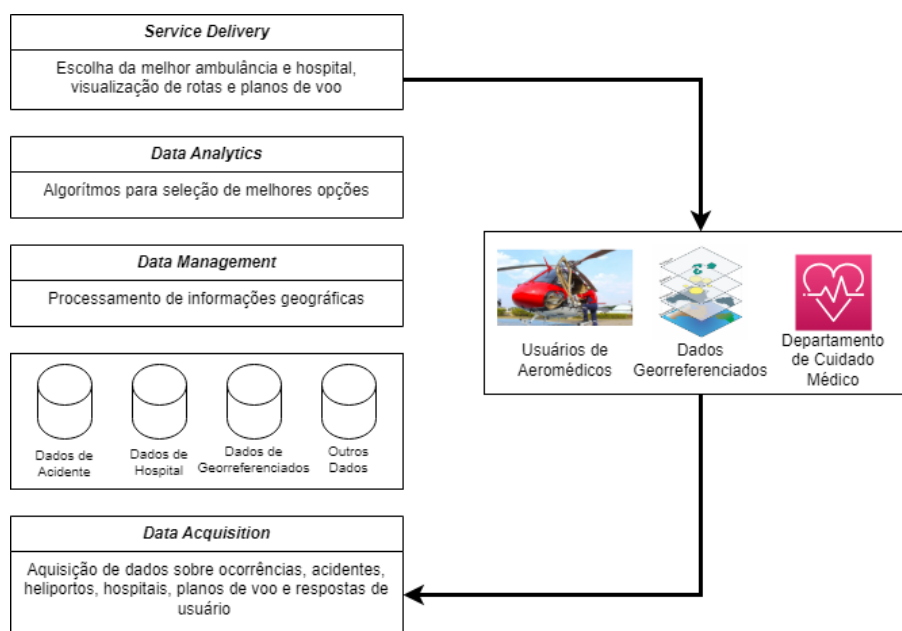 Service Delivery
Escolha da melhor ambulância e hospital,
visualização de rotas e planos de voo
Data Analytics
Algorítmos para seleção de melhores opções
Data Management
Processamento de informações geográficas
Usuários de
Aeromédicos
Dados
Georreferenciados
Departamento
de Cuidado
Médico
Dados de
Acidente
Dados de
Hospital
Dados de
Georreferenciados
Outros
Dados
Data Acquisition
Aquisição de dados sobre ocorrências, acidentes,
heliportos, hospitais, planos de voo e respostas de
usuário